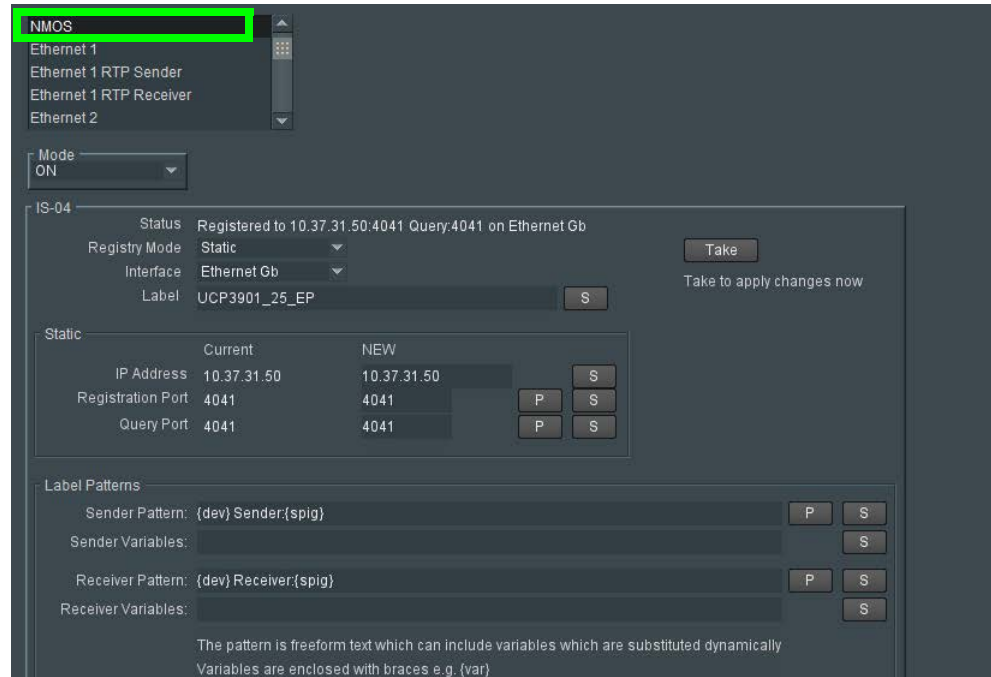 NMOS
Ethernet 1
Ethernet 1 RTP Sender
Ethernet 1 RTP Receiver
Ethernet 2
Mode
ON
IS-04
Status Registered to 10.37.31.50:4041 Query:4041 on Ethernet Gb
Registry Mode Static Take
Interface Ethernet Gb Take to apply changes now
Label UCP3901_25_EP S
Static
Current NEW
IP Address 10.37.31.50 10.37.31.50 S
Registration Port 4041 4041 P S
Query Port 4041 4041 P S
Label Patterns
Sender Pattern: {dev} Sender:{spig} P S
Sender Variables: S
Receiver Pattern: {dev} Receiver:{spig} P S
Receiver Variables: S
The pattern is freeform text which can include variables which are substituted dynamically
Variables are enclosed with braces e.g. {var}